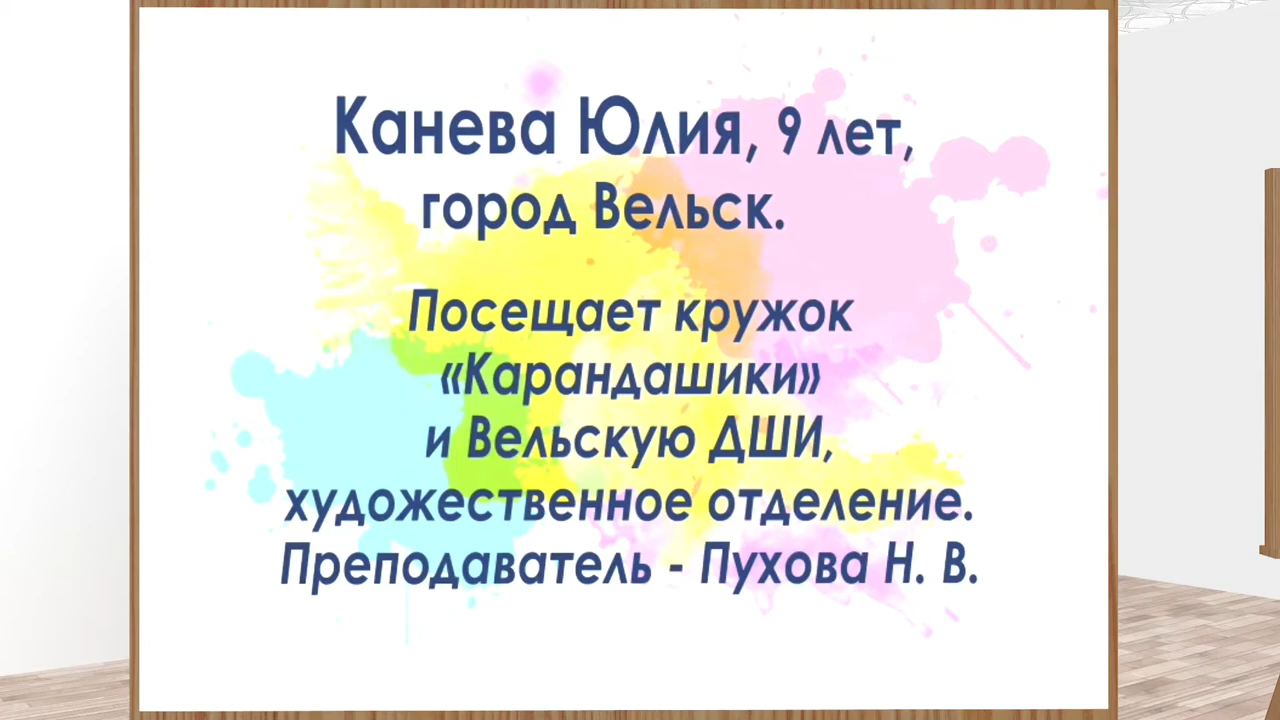 Канева Юлия, 9 лет,
город Вельск.
Посещает кружок
«Карандашики»
и Вельскую ДШИ,
художественное отделение.
Преподаватель - Пухова Н. В.